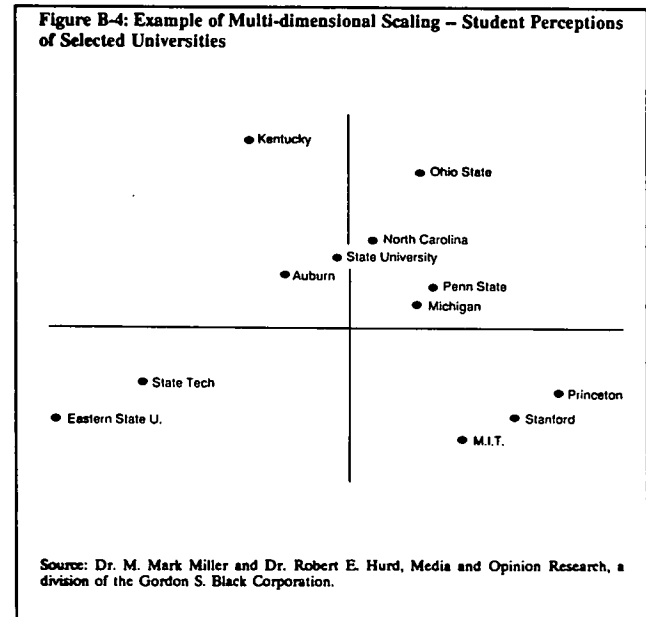 Figure B-4: Example of Multi-dimensional Scaling – Student Perceptions
of Selected Universities
Kentucky
Ohio State
North Carolina
State University
Auburn
Penn State
Michigan
State Tech
Princeton
Eastern State U.
Stanford
M.I.T.
Source: Dr. M. Mark Miller and Dr. Robert E. Hurd, Media and Opinion Research, a
division of the Gordon S. Black Corporation.